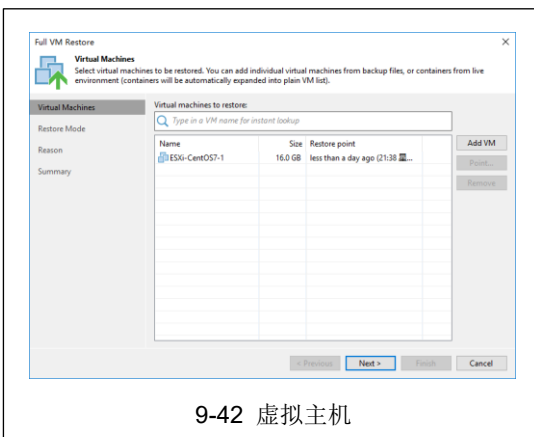 Full VM Restore
Virtual Machines
Select virtual machines to be restored. You can add individual virtual machines from backup files, or containers from live
environment (containers will be automatically expanded into plain VM list).
Virtual Machines
Restore Mode
Reason
Summary
Virtual machines to restore:
Type in a VM name for instant lookup
Name Size Restore point
ESXi-CentOS7-1 16.0 GB less than a day ago (21:38 星...
Add VM
Point...
Remove
< Previous Next > Finish Cancel
9-42 虚拟主机